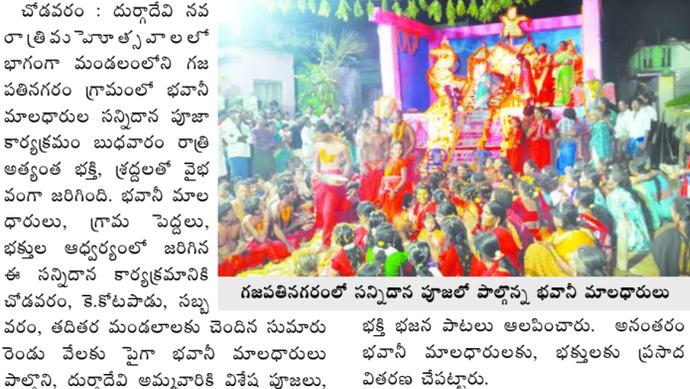 చోడవరం : దుర్గాదేవి నవ
రాత్రిమహోత్సవాలలో
భాగంగా మండలంలోని గజ
పతినగరం గ్రామంలో భవానీ
మాలధారుల సన్నిదాన పూజా
కార్యక్రమం బుధవారం రాత్రి
అత్యంత భక్తి, శ్రద్దలతో వైభ
వంగా జరిగింది. భవానీ మాల
ధారులు, గ్రామ పెద్దలు,
భక్తుల ఆధ్వర్యంలో జరిగిన
ఈ సన్నిదాన కార్యక్రమానికి
చోడవరం, కె.కోటపాడు, సబ్బ
వరం, తదితర మండలాలకు చెందిన సుమారు
రెండు వేలకు పైగా భవానీ మాలధారులు
పాల్గొని, దుర్గాదేవి అమ్మవారికి విశేష పూజలు,
గజపతినగరంలో సన్నిదాన పూజలో పాల్గొన్న భవానీ మాలధారులు
భక్తి భజన పాటలు ఆలపించారు. అనంతరం
భవానీ మాలధారులకు, భక్తులకు ప్రసాద
వితరణ చేపట్టారు.